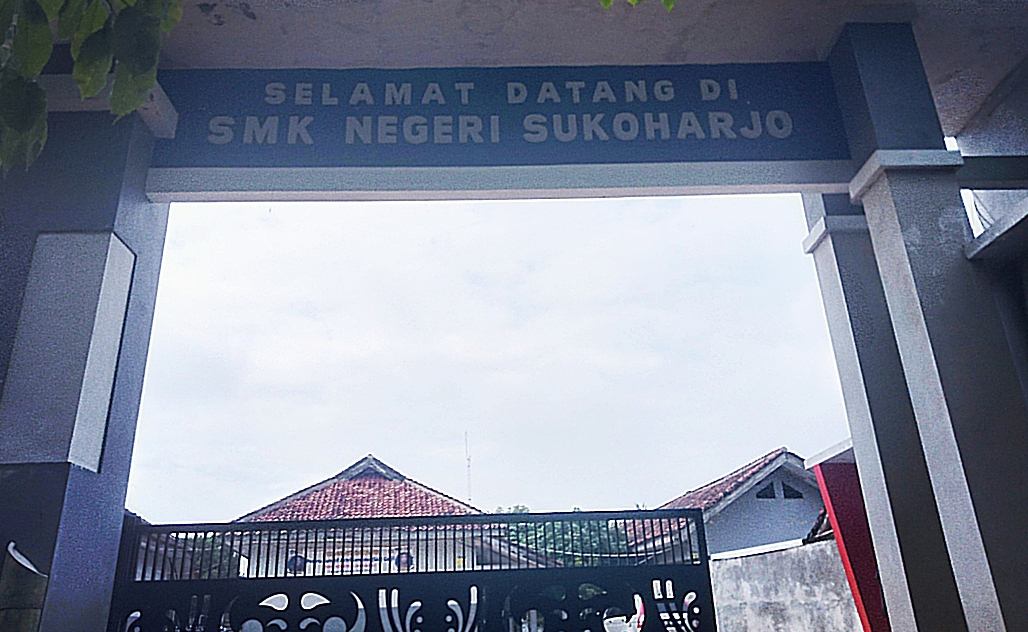 SELAMAT DATANG DI
SMK NEGERI SUKOHARJO